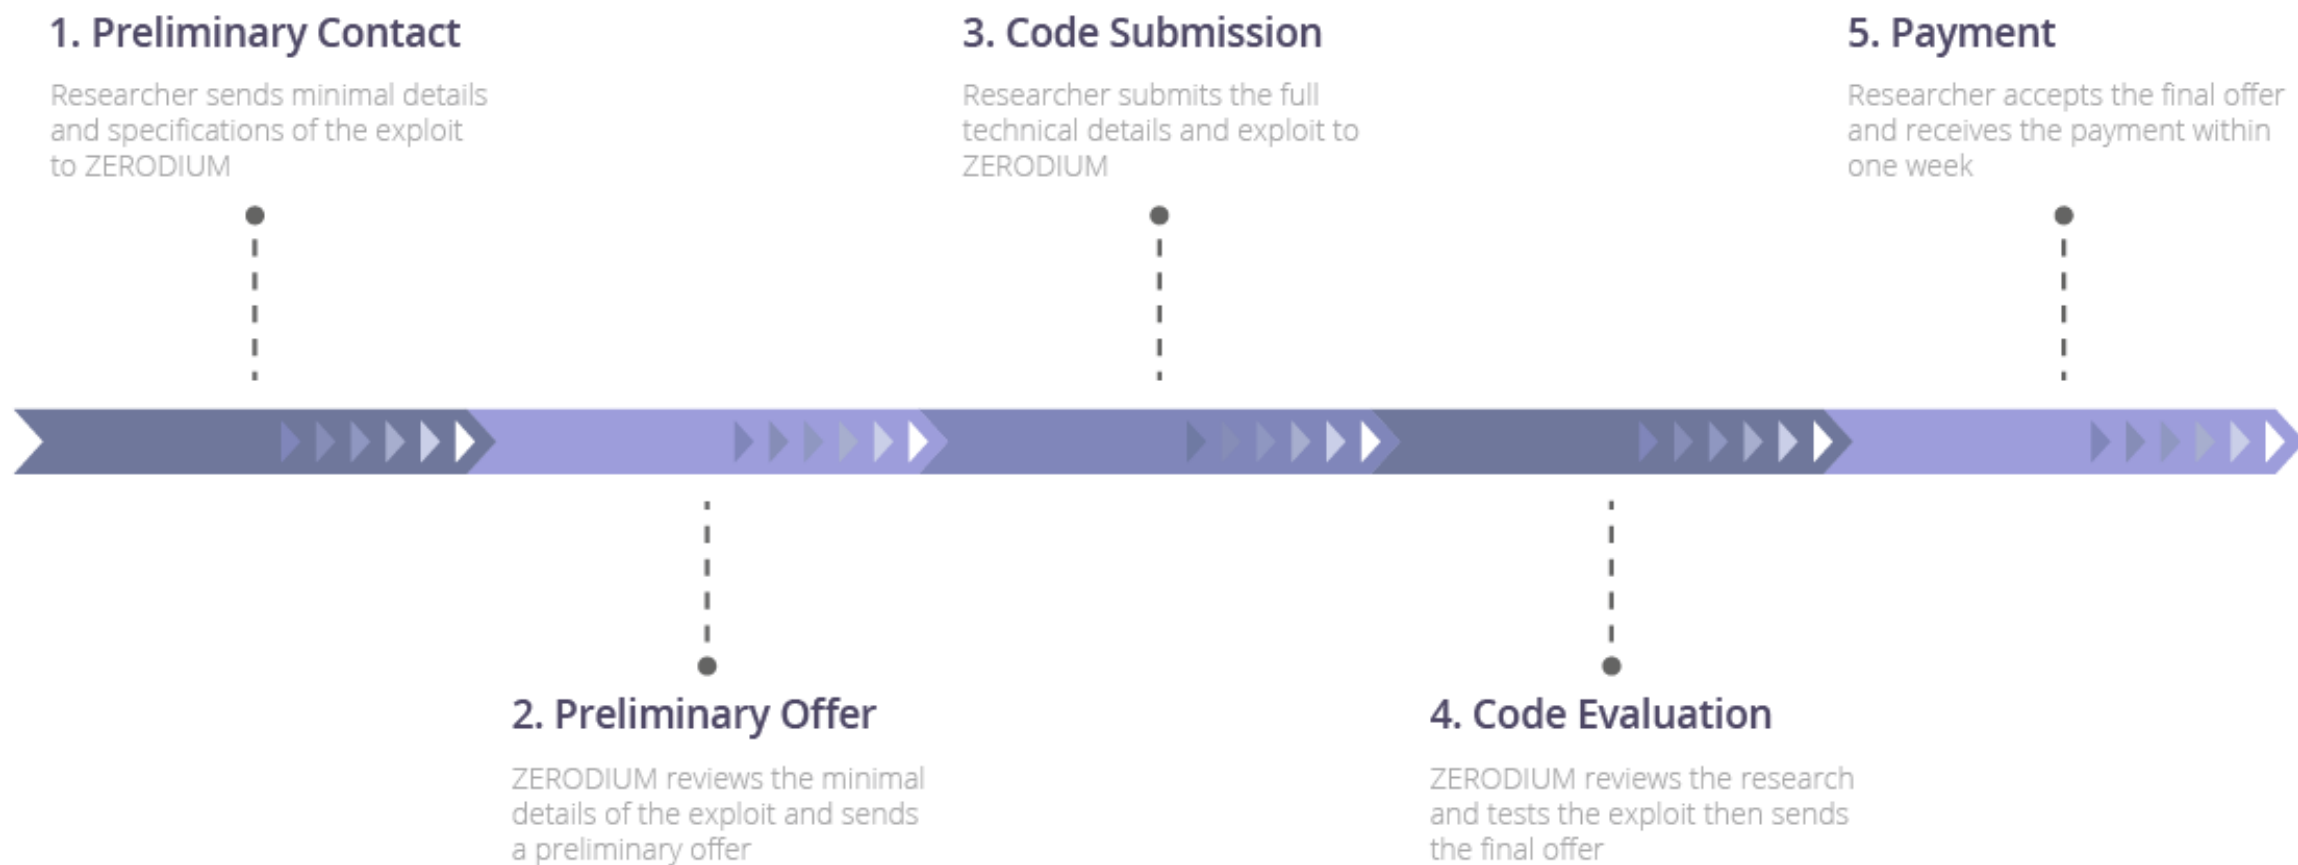 1. Preliminary Contact
Researcher sends minimal details
and specifications of the exploit
to ZERODIUM
2. Preliminary Offer
ZERODIUM reviews the minimal
details of the exploit and sends
a preliminary offer
3. Code Submission
Researcher submits the full
technical details and exploit to
ZERODIUM
4. Code Evaluation
ZERODIUM reviews the research
and tests the exploit then sends
the final offer
5. Payment
Researcher accepts the final offer
and receives the payment within
one week